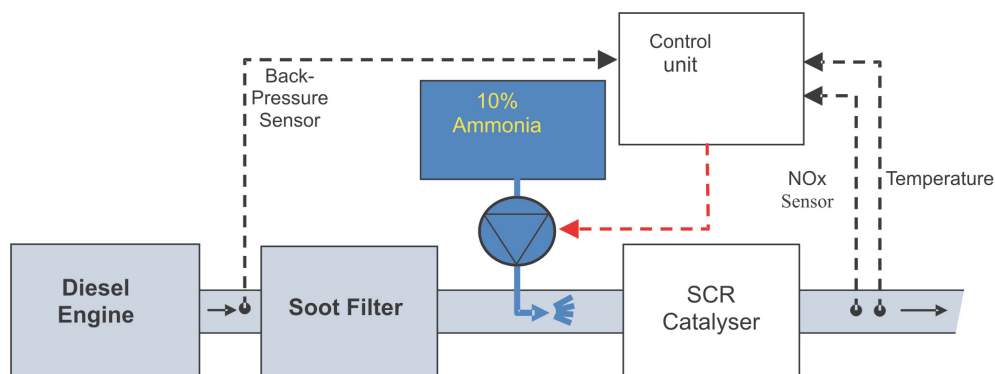 Control
unit
Back-
Pressure
Sensor
10%
Ammonia
NOx
Sensor
Temperature
Diesel
Engine
Soot Filter
SCR
Catalyser